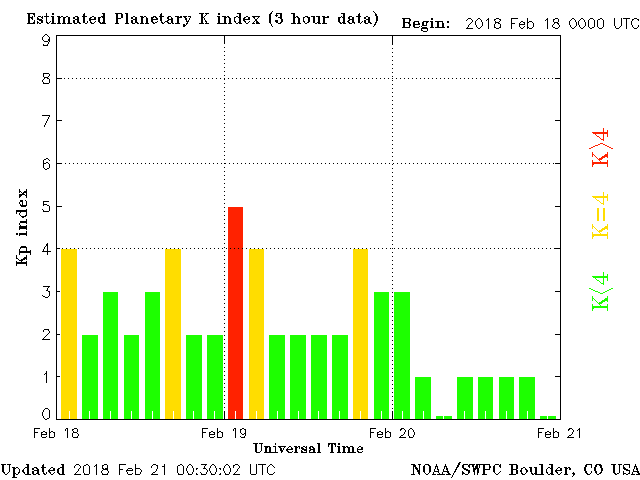 Estimated Planetary K index (3 hour data) Begin: 2018 Feb 18 0000 UTC
9
8
7
6
5
4
3
2
1
0
Kp index
Feb 18 Feb 19 Feb 20 Feb 21
Universal Time
K>4
K=4
K<4
Updated 2018 Feb 21 00:30:02 UTC NOAA/SWPC Boulder, CO USA